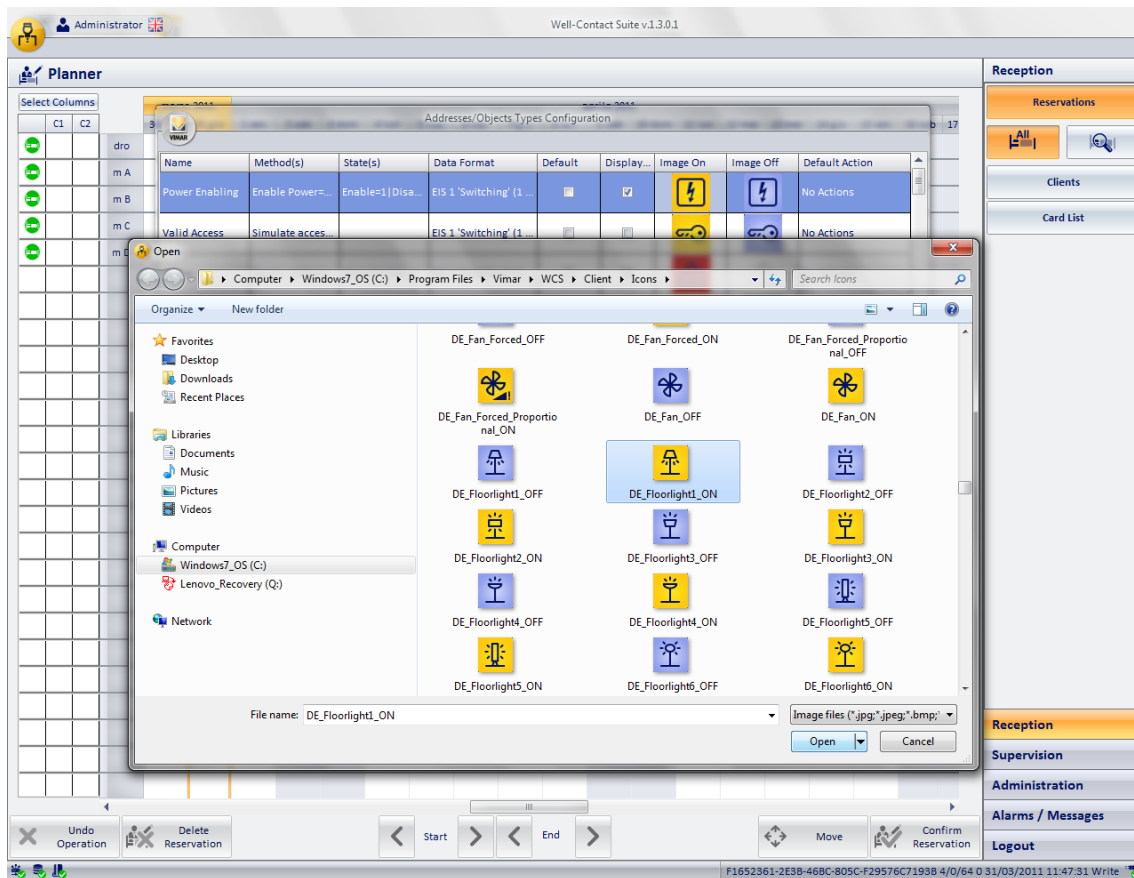 Administrator
Well-Contact Suite v.1.3.0.1
Planner
Select Columns
C1 C2
dro
m A
m B
m C
17
Addresses/Objects Types Configuration
VIMAR
Name Method(s) State(s) Data Format Default Display... Image On Image Off Default Action
Power Enabling Enable Power=... Enable=1|Disa... EIS 1 'Switching' (1 ... No Actions
Valid Access Simulate acces... EIS 1 'Switching' (1 ... No Actions
Open
Computer Windows7_OS (C:) Program Files Vimar WCS Client Icons
Search Icons
Organize New folder
Favorites
Desktop
Downloads
Recent Places
Libraries
Documents
Music
Pictures
Videos
Computer
Windows7_OS (C:)
Lenovo_Recovery (Q:)
Network
DE_Fan_Forced_OFF DE_Fan_Forced_ON DE_Fan_Forced_Proportio
nal_OFF
DE_Fan_Forced_Proportio
nal_ON
DE_Fan_OFF DE_Fan_ON
DE_Floorlight1_OFF DE_Floorlight1_ON DE_Floorlight2_OFF
DE_Floorlight2_ON DE_Floorlight3_OFF DE_Floorlight3_ON
DE_Floorlight4_OFF DE_Floorlight4_ON DE_Floorlight5_OFF
DE_Floorlight5_ON DE_Floorlight6_OFF DE_Floorlight6_ON
File name: DE_Floorlight1_ON
Image files (*.jpg;*.jpeg;*.bmp;*
Open Cancel
Reception
Reservations
All
Clients
Card List
Reception
Supervision
Administration
Alarms / Messages
Logout
Undo
Operation
Delete
Reservation
Start
End
Move
Confirm
Reservation
F1652361-2E3B-46BC-805C-F29576C7193B 4/0/64 0 31/03/2011 11:47:31 Write